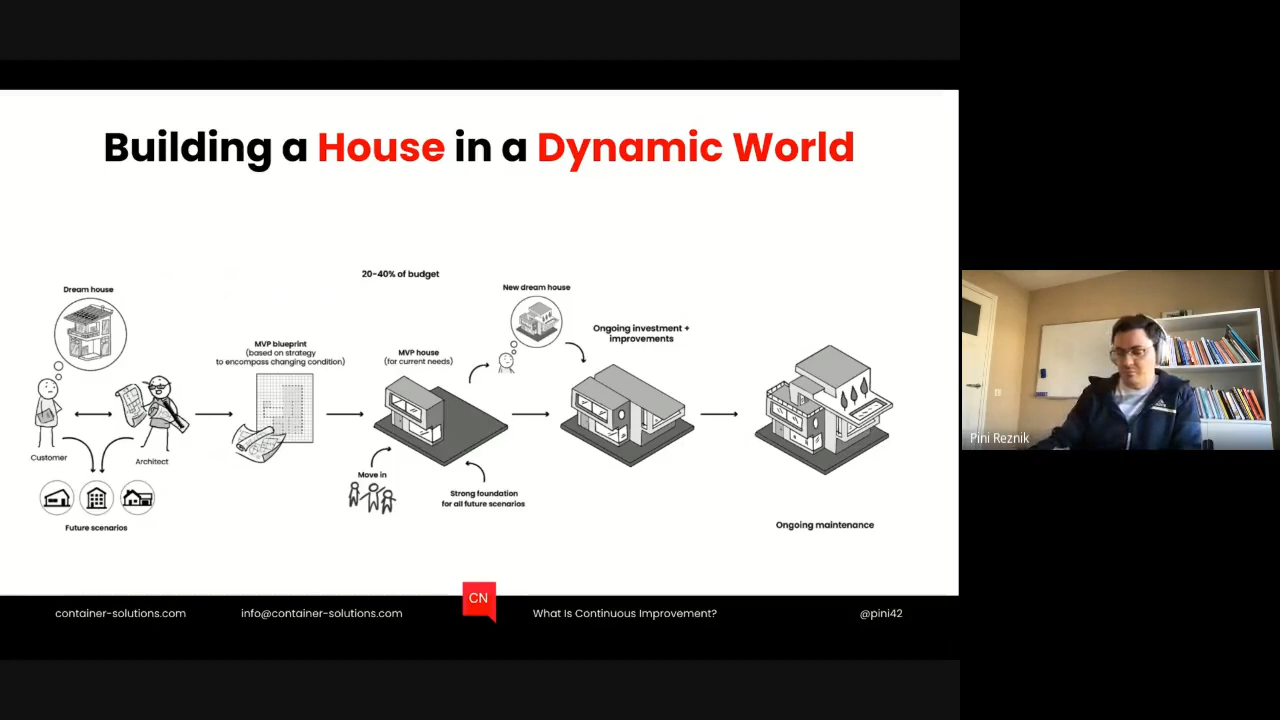 Building a House in a Dynamic World
20-40% of budget
Dream house
New dream house
Ongoing investment +
improvements
MVP blueprint
(based on strategy
to encompass changing condition)
MVP house
(for current needs)
Customer
Architect
Move in
Strong foundation
for all future scenarios
Future scenarios
Ongoing maintenance
container-solutions.com
info@container-solutions.com
CN
What Is Continuous Improvement?
@pini42
Pini Reznik